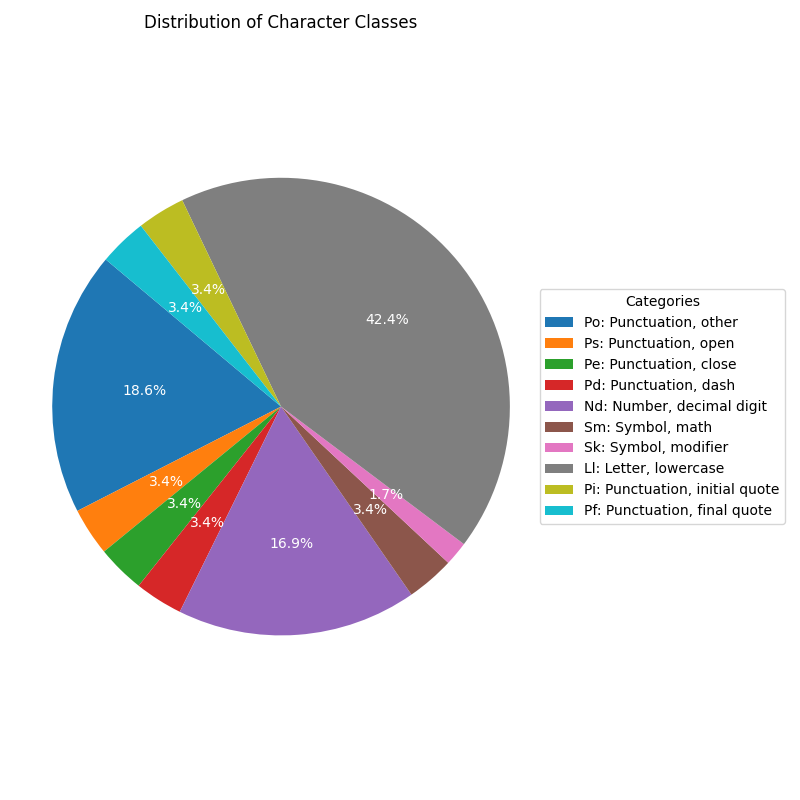 Distribution of Character Classes
42.4%
3.4%
3.4%
18.6%
3.4%
3.4%
3.4%
16.9%
3.4%
1.7%
Categories
Po: Punctuation, other
Ps: Punctuation, open
Pe: Punctuation, close
Pd: Punctuation, dash
Nd: Number, decimal digit
Sm: Symbol, math
Sk: Symbol, modifier
Ll: Letter, lowercase
Pi: Punctuation, initial quote
Pf: Punctuation, final quote